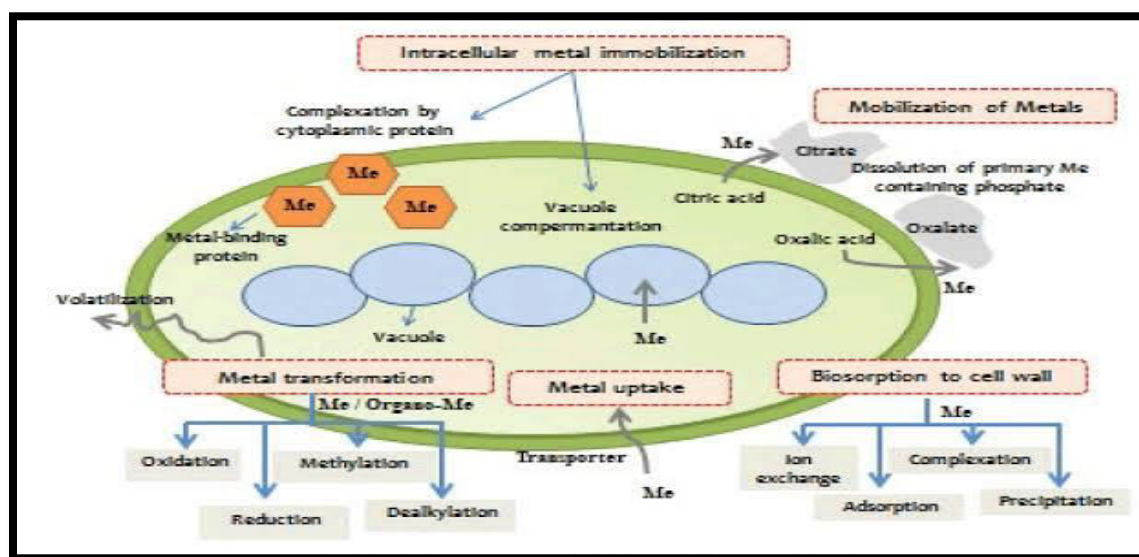 Intracellular metal immobilization
Complexation by
cytoplasmic protein
Mobilization of Metals
Me
Citrate
Dissolution of primary Me
containing phosphate
Citric acid
Me
Me
Me
Metal-binding
protein
Vacuole
compermantation
Oxalic acid
Oxalate
Me
Volatilization
Vacuole
Me
Metal transformation
Me / Organo-Me
Metal uptake
Biosorption to cell wall
Me
Oxidation
Methylation
Reduction
Dealkylation
Transporter
Me
Ion
exchange
Complexation
Adsorption
Precipitation